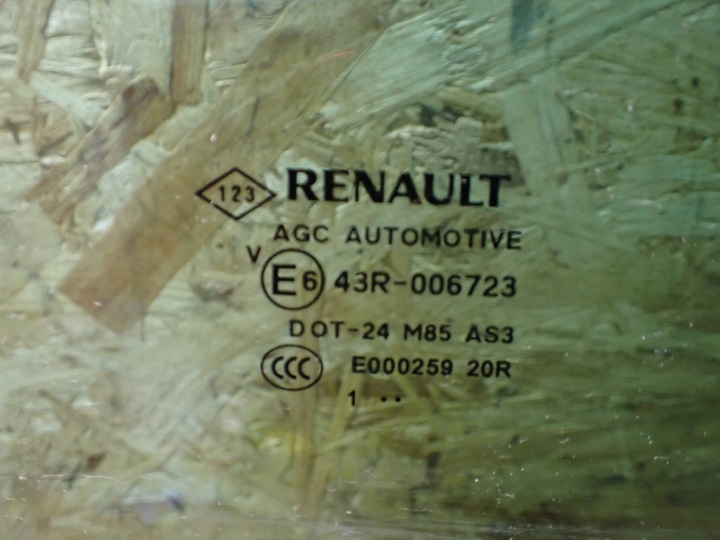 123 RENAULT
AGC AUTOMOTIVE
V
E6 43R-006723
DOT-24 M85 AS3
CCC E000259 20R
1 ··